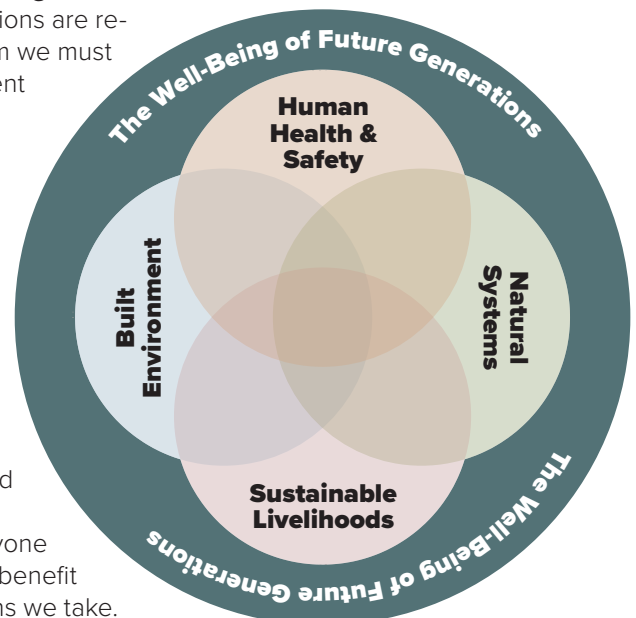 ions are re-
m we must
ent
d
yone
benefit
ns we take.
The Well-Being of Future Generations
Human
Health &
Safety
Built
Environment
Natural
Systems
Sustainable
Livelihoods
The Well-Being of Future Generations